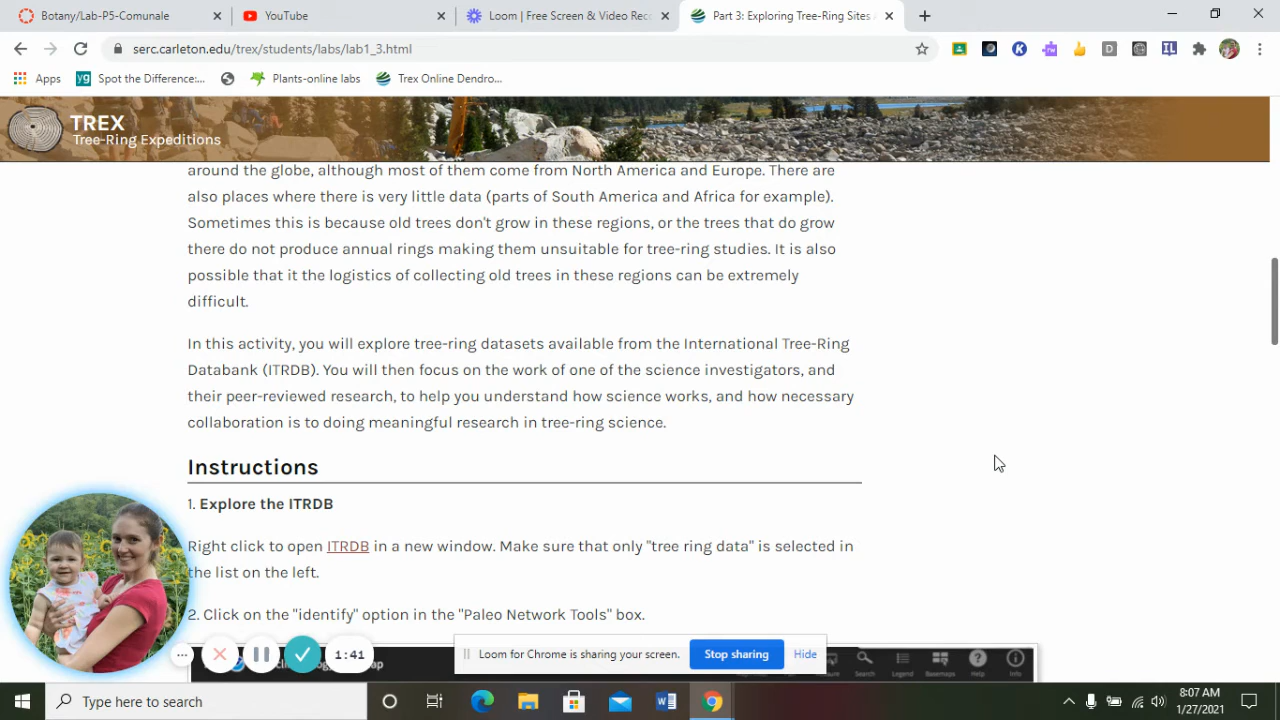 Botany/Lab-P5-Comunale
YouTube
Loom | Free Screen & Video Rec
Part 3: Exploring Tree-Ring Sites
serc.carleton.edu/trex/students/labs/lab1_3.html
Apps
Spot the Difference:...
Plants-online labs
Trex Online Dendro...
TREX
Tree-Ring Expeditions
around the globe, although most of them come from North America and Europe. There are
also places where there is very little data (parts of South America and Africa for example).
Sometimes this is because old trees don't grow in these regions, or the trees that do grow
there do not produce annual rings making them unsuitable for tree-ring studies. It is also
possible that it the logistics of collecting old trees in these regions can be extremely
difficult.
In this activity, you will explore tree-ring datasets available from the International Tree-Ring
Databank (ITRDB). You will then focus on the work of one of the science investigators, and
their peer-reviewed research, to help you understand how science works, and how necessary
collaboration is to doing meaningful research in tree-ring science.
Instructions
1. Explore the ITRDB
Right click to open ITRDB in a new window. Make sure that only "tree ring data" is selected in
the list on the left.
2. Click on the "identify" option in the "Paleo Network Tools" box.
1:41
Loom for Chrome is sharing your screen.
Stop sharing
Hide
Search
Legend
Basemaps
Help
Info
Type here to search
8:07 AM
1/27/2021